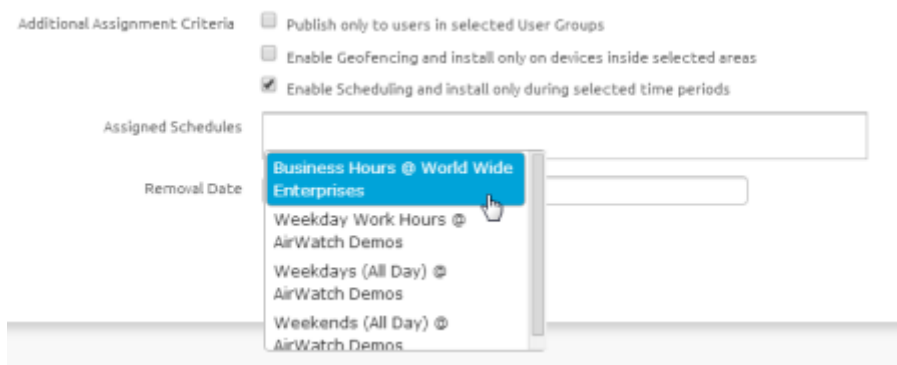 Additional Assignment Criteria
Publish only to users in selected User Groups
Enable Geofencing and install only on devices inside selected areas
Enable Scheduling and install only during selected time periods
Assigned Schedules
Business Hours @ World Wide
Enterprises
Removal Date
Weekday Work Hours @
AirWatch Demos
Weekdays (All Day) @
AirWatch Demos
Weekends (All Day) @
AirWatch Demos